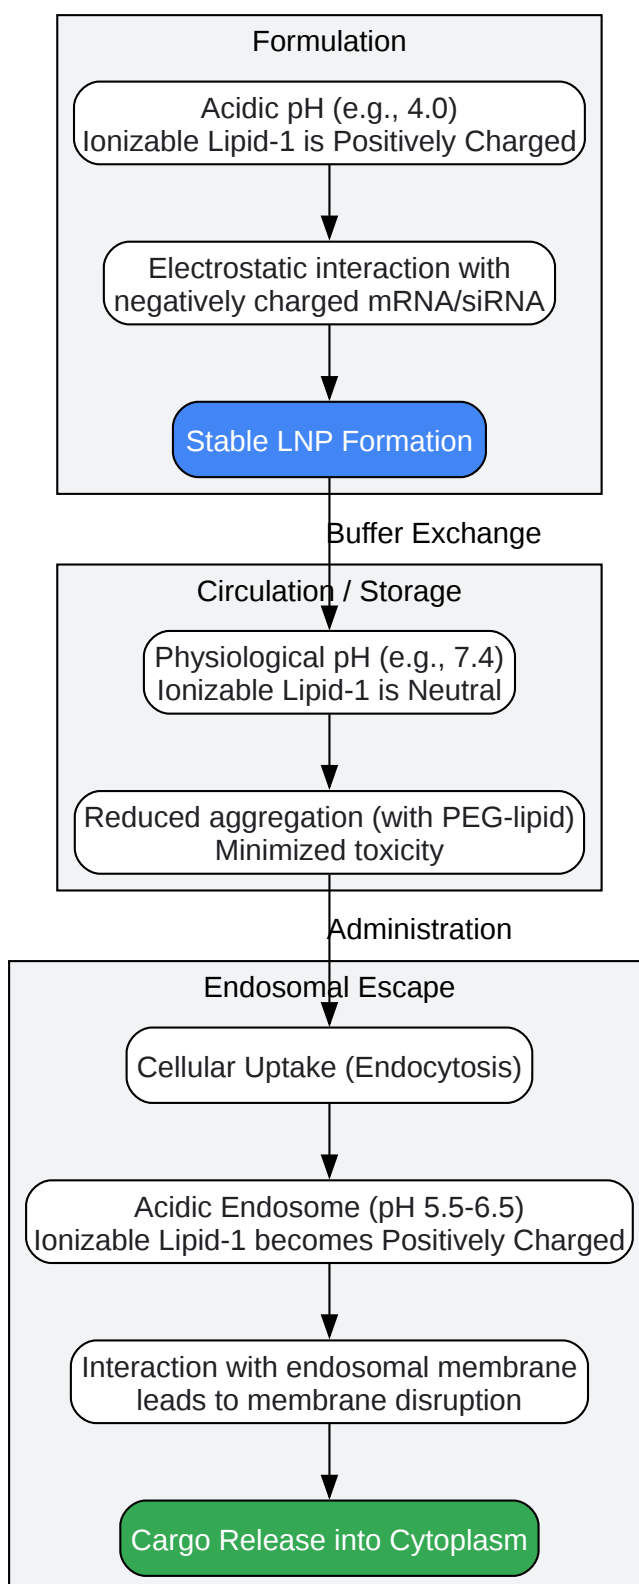 Formulation
Acidic pH (e.g., 4.0)
Ionizable Lipid-1 is Positively Charged
Electrostatic interaction with
negatively charged mRNA/siRNA
Stable LNP Formation
Buffer Exchange
Circulation / Storage
Physiological pH (e.g., 7.4)
Ionizable Lipid-1 is Neutral
Reduced aggregation (with PEG-lipid)
Minimized toxicity
Administration
Endosomal Escape
Cellular Uptake (Endocytosis)
Acidic Endosome (pH 5.5-6.5)
Ionizable Lipid-1 becomes Positively Charged
Interaction with endosomal membrane
leads to membrane disruption
Cargo Release into Cytoplasm